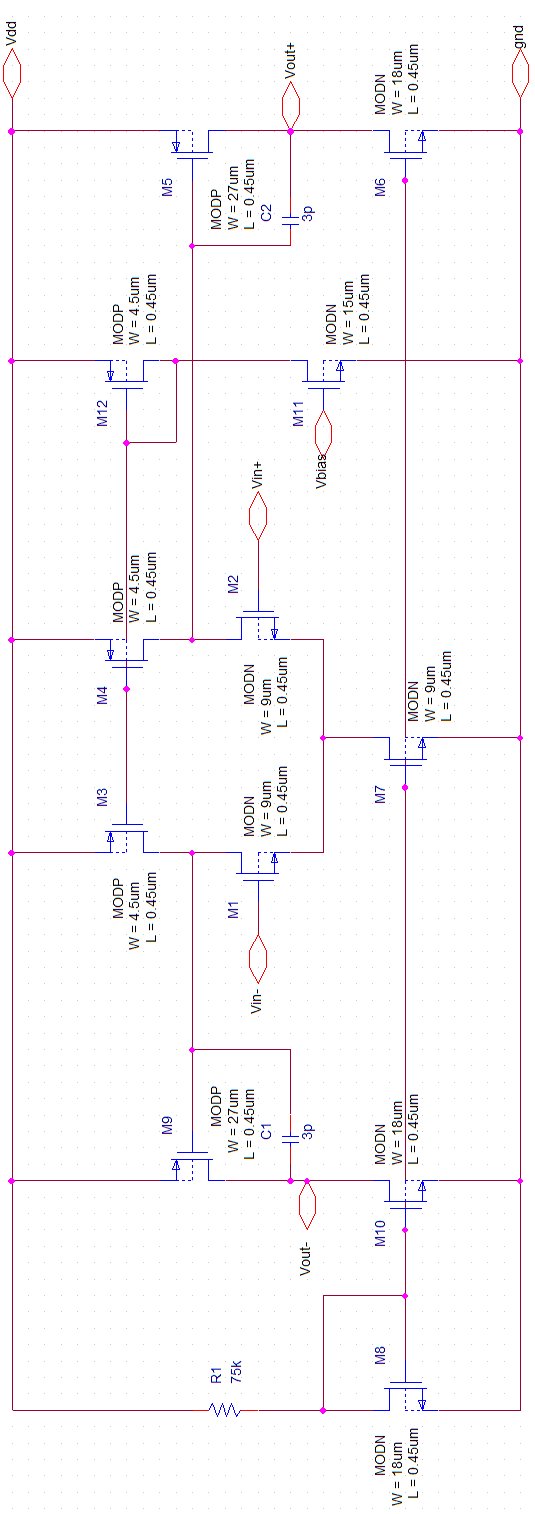 Vdd
gnd
Vout+
MODN
W = 18um
L = 0.45um
M5
MODP
W = 27um
L = 0.45um
C2
3p
M6
MODP
W = 4.5um
L = 0.45um
M12
MODN
W = 15um
L = 0.45um
M11
Vbias
Vin+
MODP
W = 4.5um
L = 0.45um
M4
M2
MODN
W = 9um
L = 0.45um
MODN
W = 9um
L = 0.45um
M7
M3
MODP
W = 4.5um
L = 0.45um
MODN
W = 9um
L = 0.45um
M1
Vin-
M9
MODP
W = 27um
L = 0.45um
C1
3p
MODN
W = 18um
L = 0.45um
M10
Vout-
R1
75k
M8
MODN
W = 18um
L = 0.45um